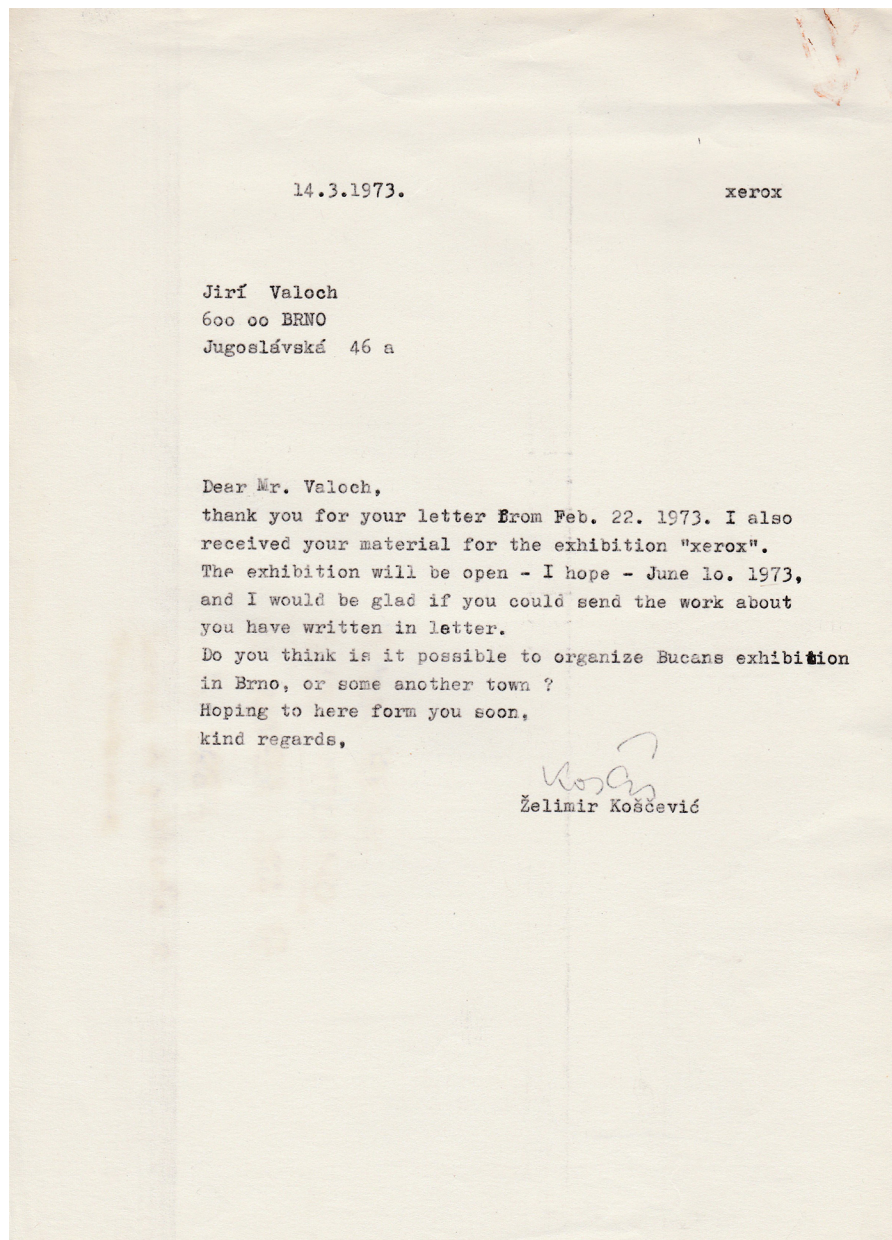 14.3.1973. xerox
Jirí Valoch
6oo oo BRNO
Jugoslávská 46 a
Dear Mr. Valoch,
thank you for your letter from Feb. 22. 1973. I also
received your material for the exhibition "xerox".
The exhibition will be open - I hope - June 1o. 1973,
and I would be glad if you could send the work about
you have written in letter.
Do you think is it possible to organize Bucans exhibition
in Brno, or some another town ?
Hoping to here form you soon,
kind regards,
Želimir Koščević